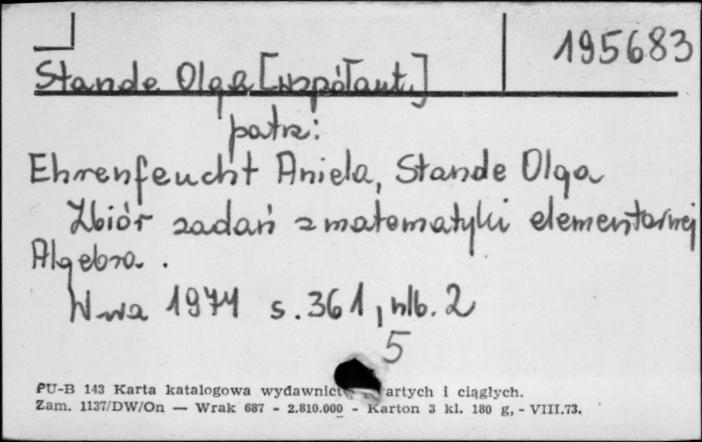 195683
Stande Olga [współaut.]
patrz:
Ehrenfeucht Aniela, Stande Olga
Zbiór zadań z matematyki elementarnej
Algebra.
W-wa 1974 s. 361, nlb. 2
5
PU-B 143 Karta katalogowa wydawnict artych i ciągłych.
Zam. 1137/DW/On — Wrak 687 - 2.810.000 - Karton 3 kl. 180 g, - VIII.73.